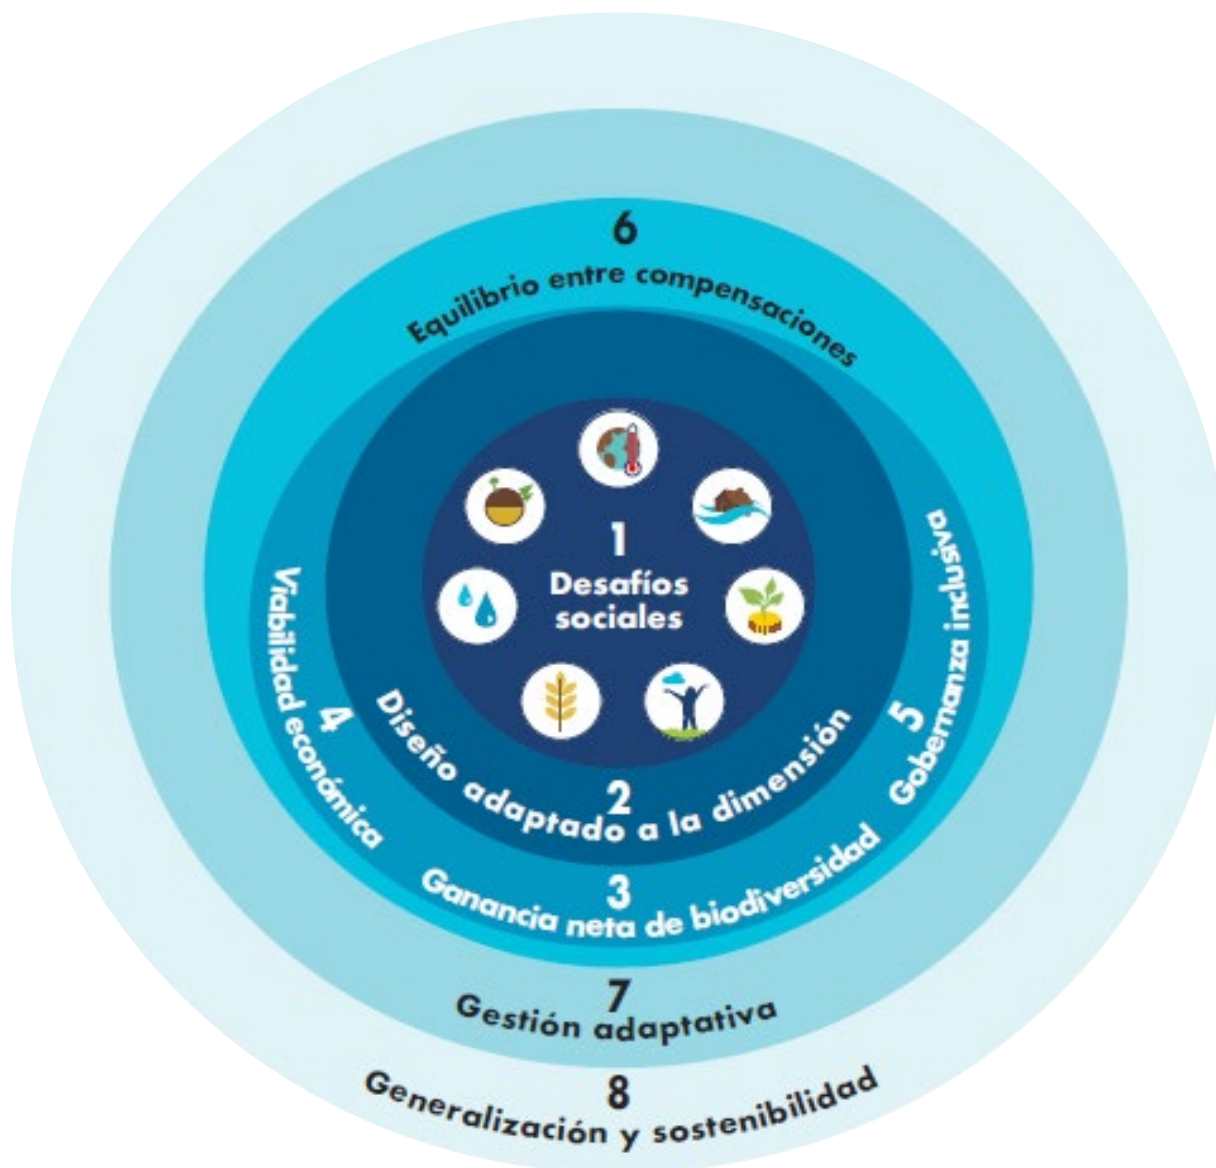 6
Equilibrio entre compensaciones
1
Desafíos
sociales
Viabilidad económica
4
5
Gobernanza inclusiva
2
Diseño adaptado a la dimensión
3
Ganancia neta de biodiversidad
7
Gestión adaptativa
8
Generalización y sostenibilidad